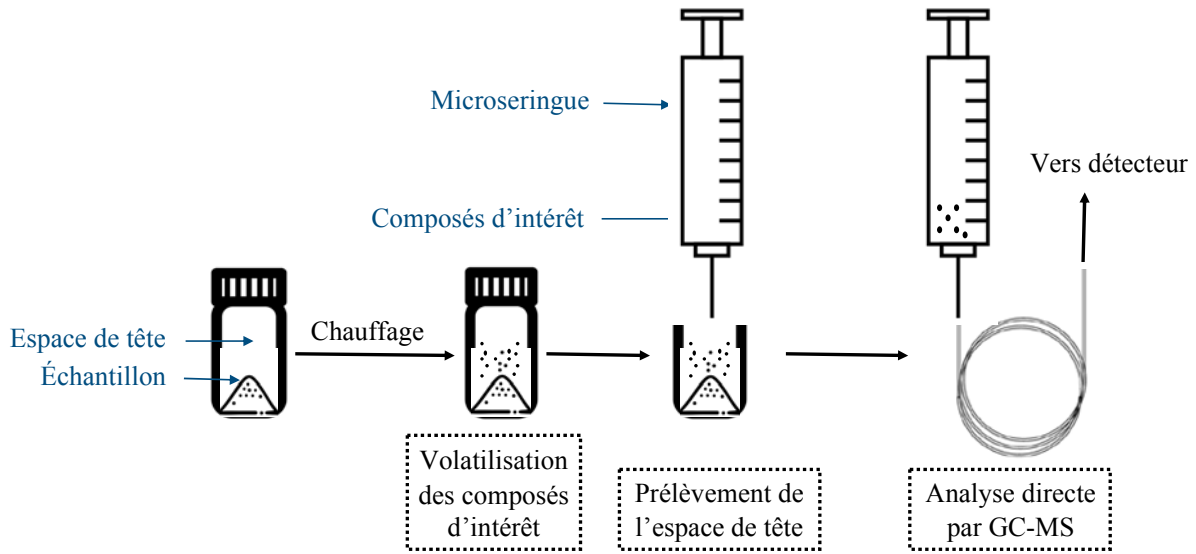 Microseringue
Vers détecteur
Composés d’intérêt
Espace de tête
Chauffage
Échantillon
Volatilisation
des composés
d’intérêt
Prélèvement de
l’espace de tête
Analyse directe
par GC-MS